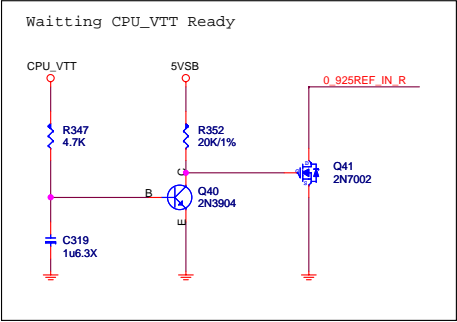 Waitting CPU_VTT Ready
CPU_VTT
5VSB
0_925REF_IN_R
R347
4.7K
R352
20K/1%
C
Q41
2N7002
B
Q40
2N3904
E
C319
1u6.3X